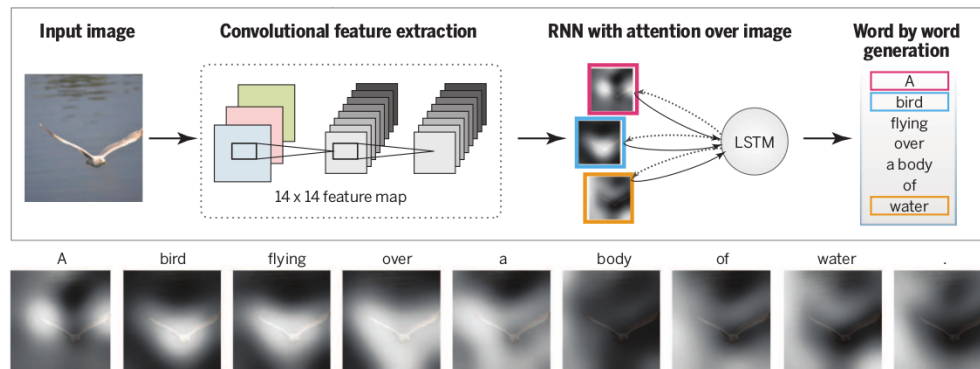 Input image
Convolutional feature extraction
RNN with attention over image
Word by word
generation
14 x 14 feature map
LSTM
A
bird
flying
over
a body
of
water
A bird flying over a body of water .